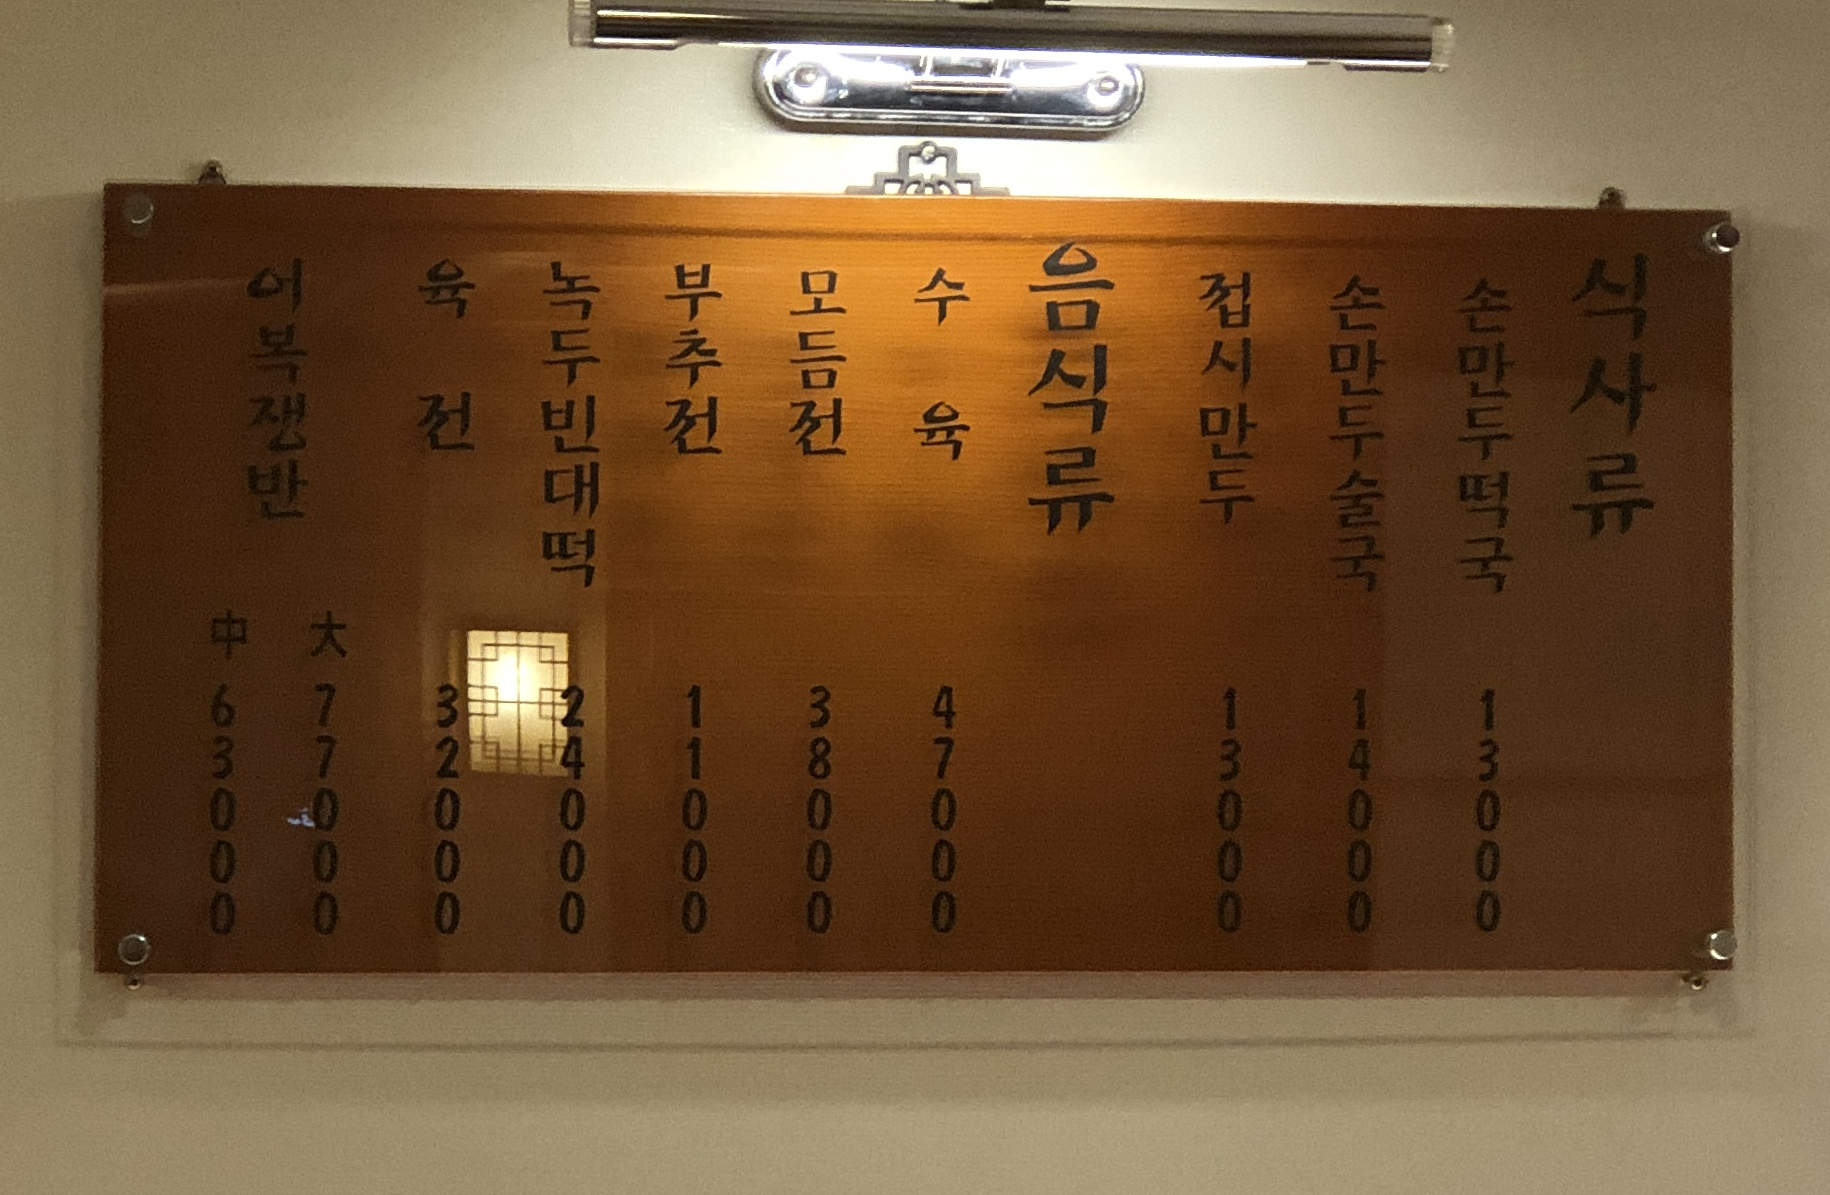 식사류
손만두떡국 13000
손만두술국 14000
접시만두 13000
음식류
수육 47000
모듬전 38000
부추전 11000
녹두빈대떡 24000
육전 32000
어복쟁반
大 77000
中 63000